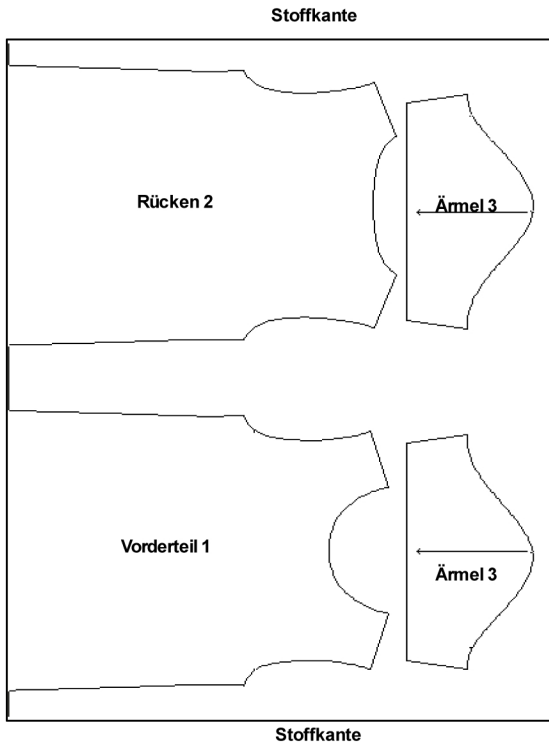 Stoffkante
Rücken 2
Ärmel 3
Vorderteil 1
Ärmel 3
Stoffkante